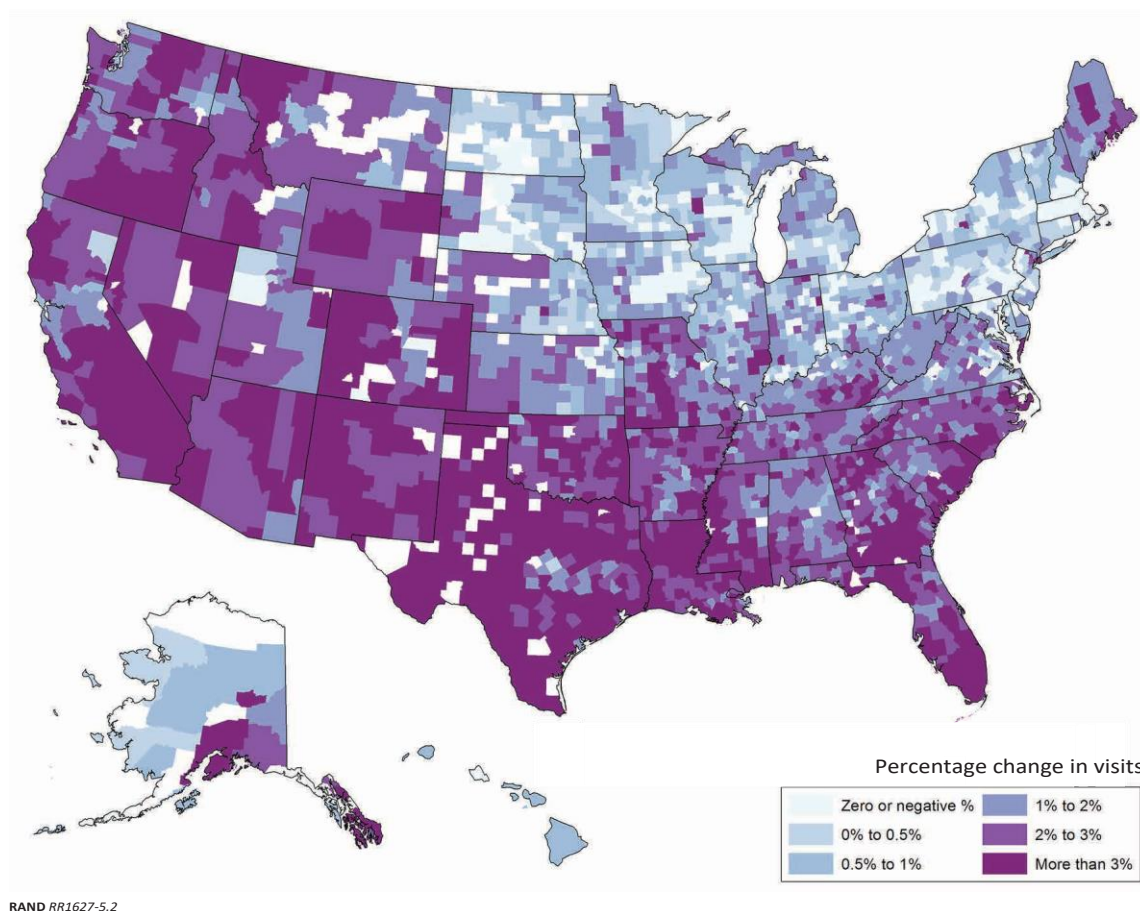 Percentage change in visits
Zero or negative %
0% to 0.5%
0.5% to 1%
1% to 2%
2% to 3%
More than 3%
RAND RR1627-5.2